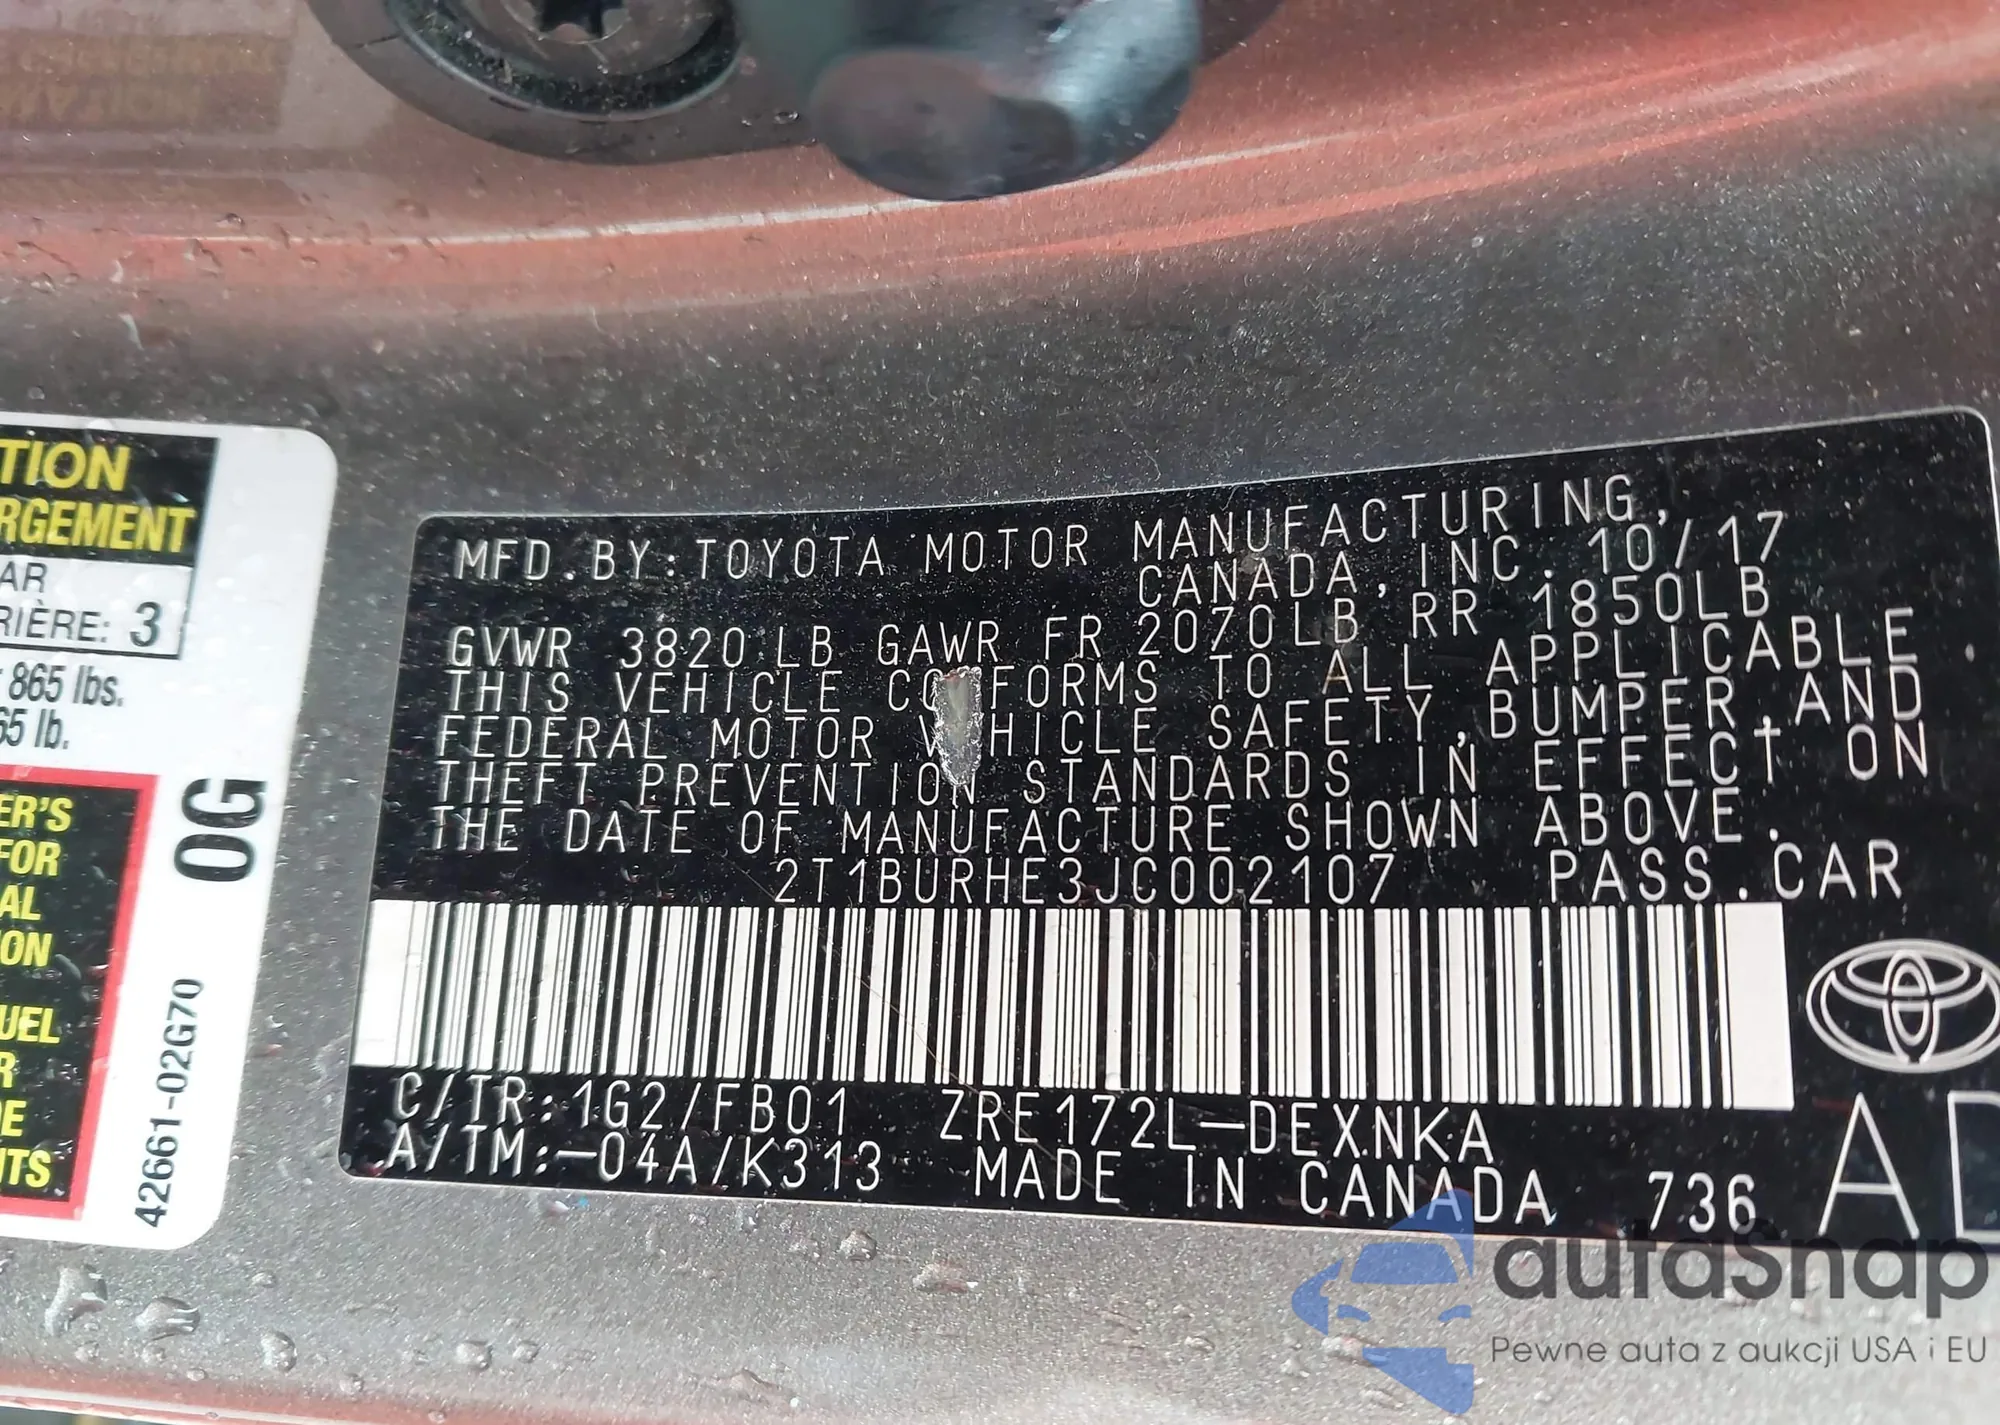 TION
RGEMENT
AR
RIÈRE: 3
865 lbs.
65 lb.
ER'S
FOR
AL
ION
UEL
R
DE
NTS
0G
42661-02G70
MFD.BY:TOYOTA MOTOR MANUFACTURING,
CANADA,INC. 10/17
GVWR 3820LB GAWR FR 2070LB RR 1850LB
THIS VEHICLE CONFORMS TO ALL APPLICABLE
FEDERAL MOTOR VEHICLE SAFETY,BUMPER,AND
THEFT PREVENTION STANDARDS IN EFFECT ON
THE DATE OF MANUFACTURE SHOWN ABOVE.
2T1BURHE3JC002107 PASS.CAR
C/TR:1G2/FB01 ZRE172L-DEXNKA
A/TM:-04A/K313 MADE IN CANADA 736
AD
autoSnap
Pewne auta z aukcji USA i EU